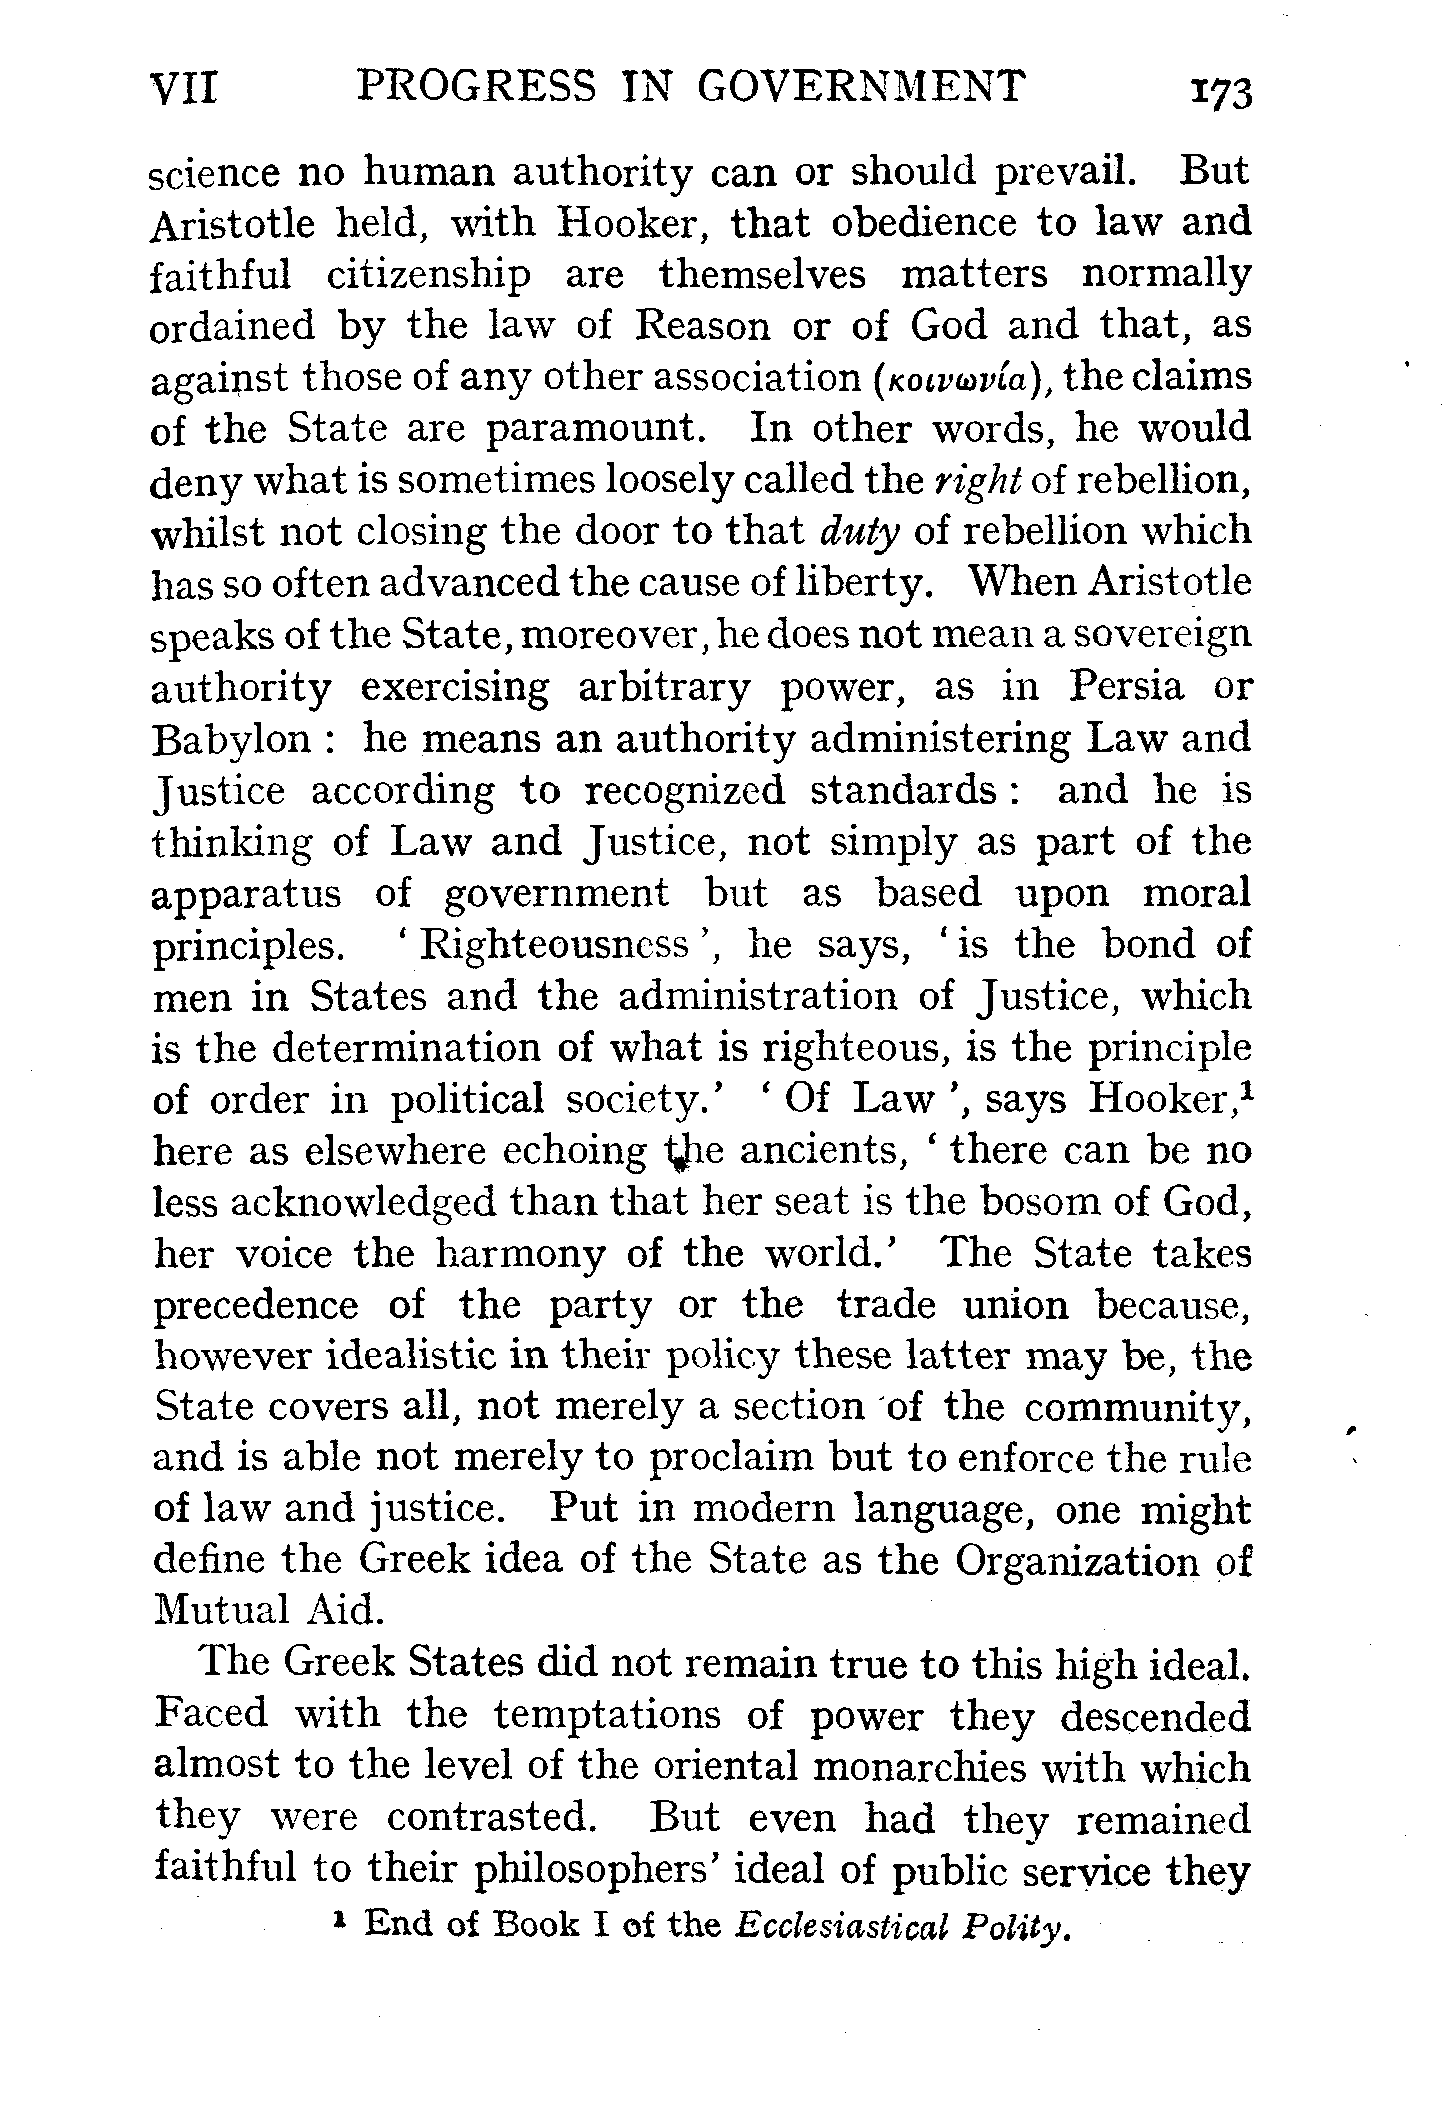 VII PROGRESS IN GOVERNMENT 173
science no human authority can or should prevail. But
Aristotle held, with Hooker, that obedience to law and
faithful citizenship are themselves matters normally
ordained by the law of Reason or of God and that, as
against those of any other association (κοινωνία), the claims
of the State are paramount. In other words, he would
deny what is sometimes loosely called the right of rebellion,
whilst not closing the door to that duty of rebellion which
has so often advanced the cause of liberty. When Aristotle
speaks of the State, moreover, he does not mean a sovereign
authority exercising arbitrary power, as in Persia or
Babylon : he means an authority administering Law and
Justice according to recognized standards : and he is
thinking of Law and Justice, not simply as part of the
apparatus of government but as based upon moral
principles. ‘ Righteousness ’, he says, ‘ is the bond of
men in States and the administration of Justice, which
is the determination of what is righteous, is the principle
of order in political society.’ ‘ Of Law ’, says Hooker,¹
here as elsewhere echoing the ancients, ‘ there can be no
less acknowledged than that her seat is the bosom of God,
her voice the harmony of the world.’ The State takes
precedence of the party or the trade union because,
however idealistic in their policy these latter may be, the
State covers all, not merely a section of the community,
and is able not merely to proclaim but to enforce the rule
of law and justice. Put in modern language, one might
define the Greek idea of the State as the Organization of
Mutual Aid.
The Greek States did not remain true to this high ideal.
Faced with the temptations of power they descended
almost to the level of the oriental monarchies with which
they were contrasted. But even had they remained
faithful to their philosophers’ ideal of public service they
¹ End of Book I of the Ecclesiastical Polity.